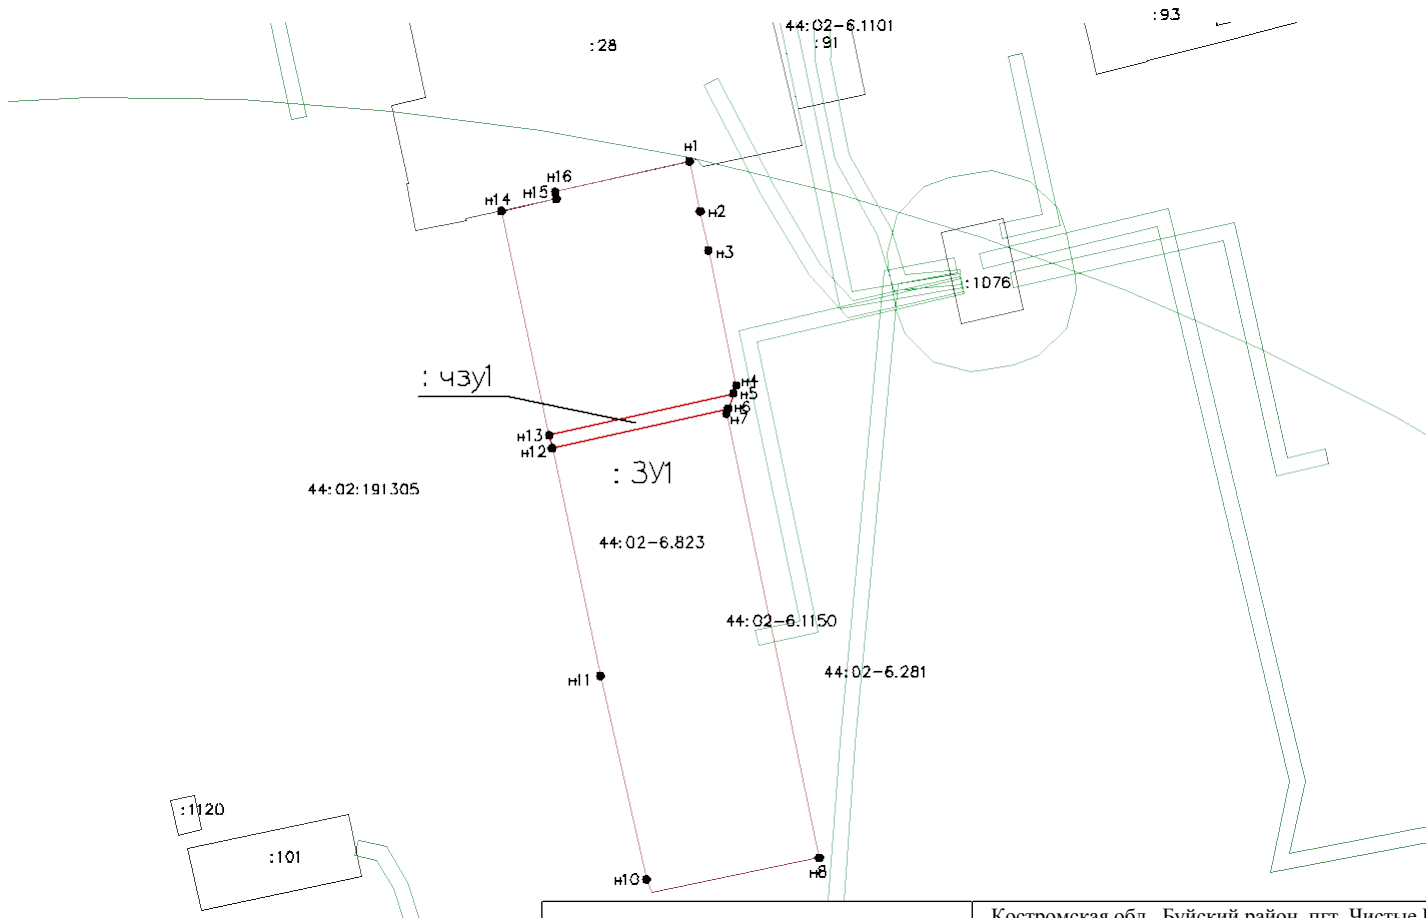 :93
44:02-6.1101
:91
:28
н1
н16
н15
н14
н2
н3
:1076
: чзу1
н4
н5
н6
н7
н13
н12
: ЗУ1
44:02:191305
44:02-6.823
44:02-6.1150
44:02-6.281
н11
:1120
:101
н8
н10
Костромская обл., Буйский район, пгт. Чистые